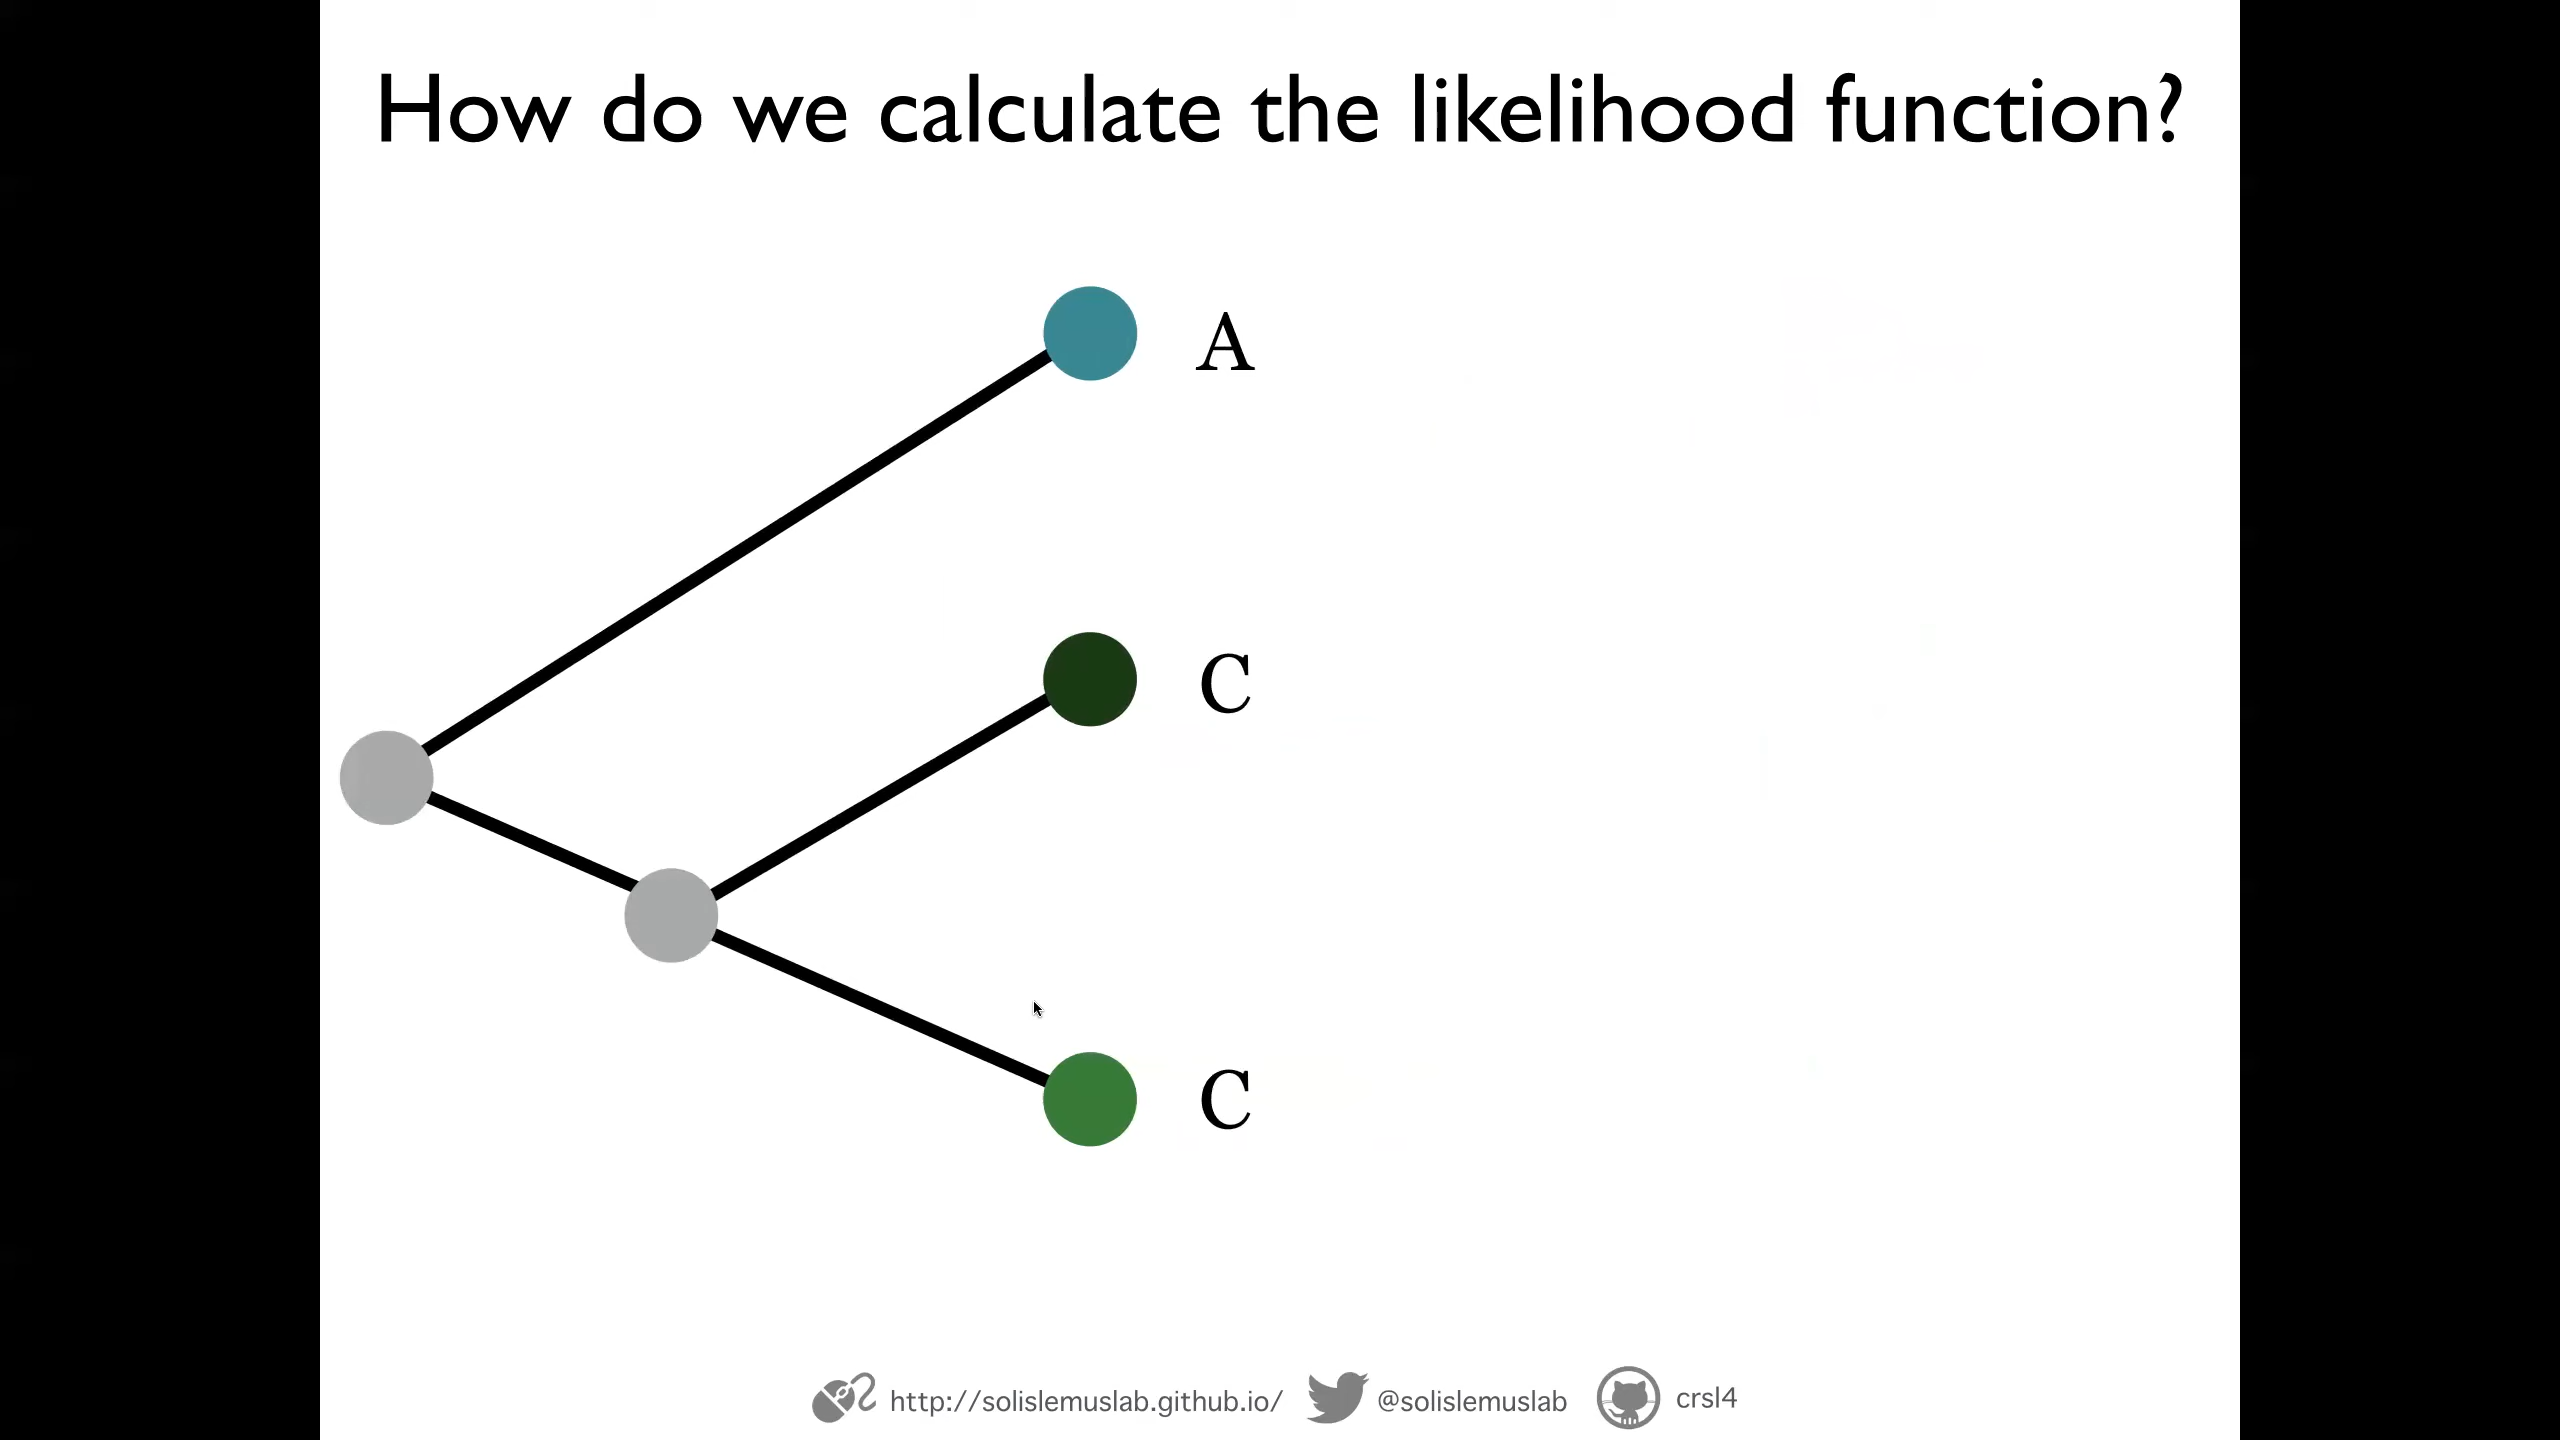 How do we calculate the likelihood function?
A
C
C
http://solislemuslab.github.io/ @solislemuslab crsl4